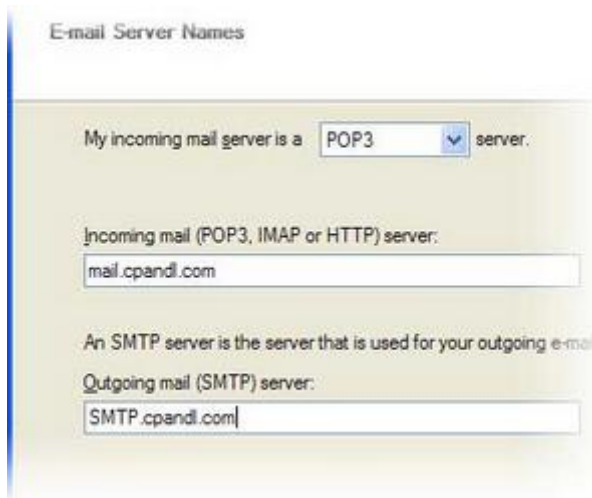 E-mail Server Names
My incoming mail server is a POP3 server.
Incoming mail (POP3, IMAP or HTTP) server:
mail.cpandl.com
An SMTP server is the server that is used for your outgoing e-mai
Outgoing mail (SMTP) server:
SMTP.cpandl.com